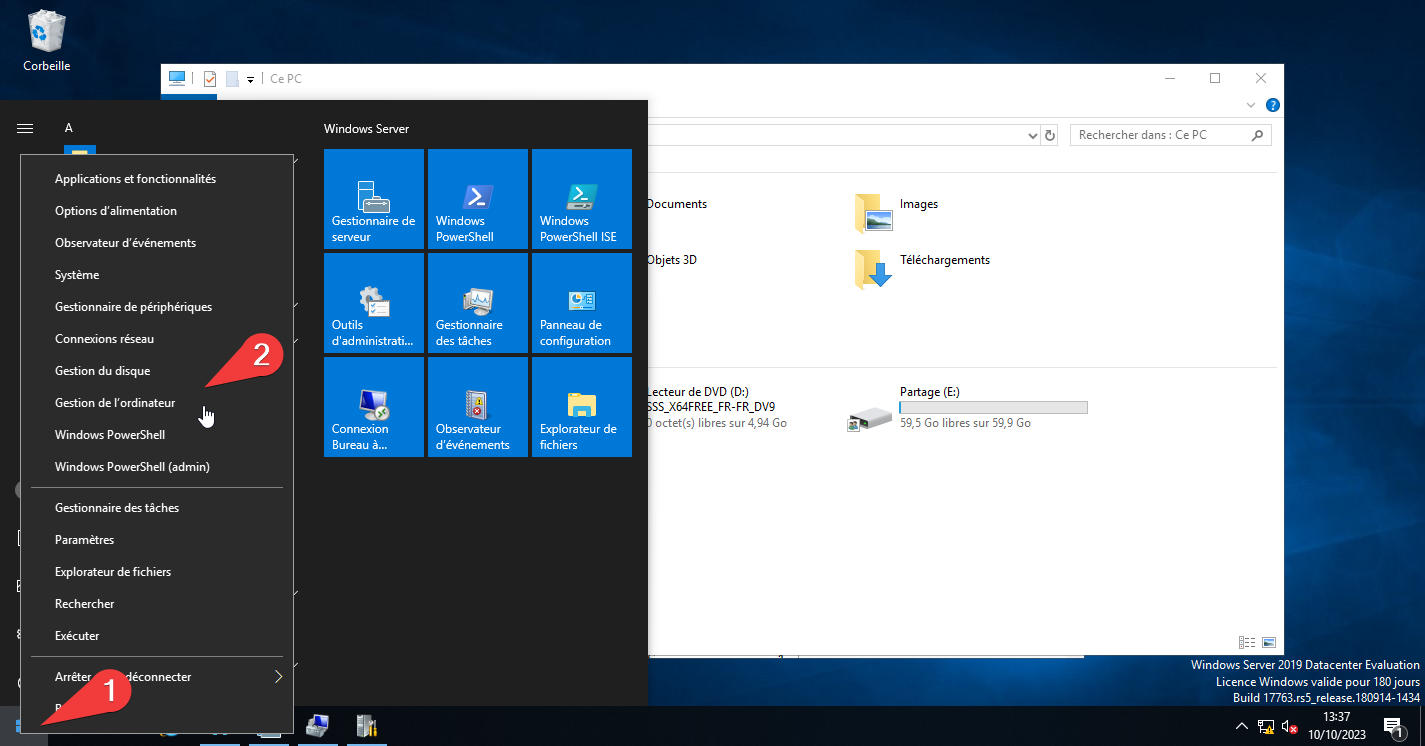 Corbeille
Ce PC
Rechercher dans : Ce PC
A
Windows Server
Applications et fonctionnalités
Options d'alimentation
Observateur d'événements
Système
Gestionnaire de périphériques
Connexions réseau
Gestion du disque
Gestion de l'ordinateur
Windows PowerShell
Windows PowerShell (admin)
Gestionnaire des tâches
Paramètres
Explorateur de fichiers
Rechercher
Exécuter
Arrêter
déconnecter
2
1
Gestionnaire de
serveur
Windows
PowerShell
Windows
PowerShell ISE
Outils
d'administrati...
Gestionnaire
des tâches
Panneau de
configuration
Connexion
Bureau à...
Observateur
d'événements
Explorateur de
fichiers
Documents
Images
Objets 3D
Téléchargements
Lecteur de DVD (D:)
SSS_X64FREE_FR-FR_DV9
0 octet(s) libres sur 4,94 Go
Partage (E:)
59,5 Go libres sur 59,9 Go
Windows Server 2019 Datacenter Evaluation
Licence Windows valide pour 180 jours
Build 17763.rs5_release.180914-1434
13:37
10/10/2023
1